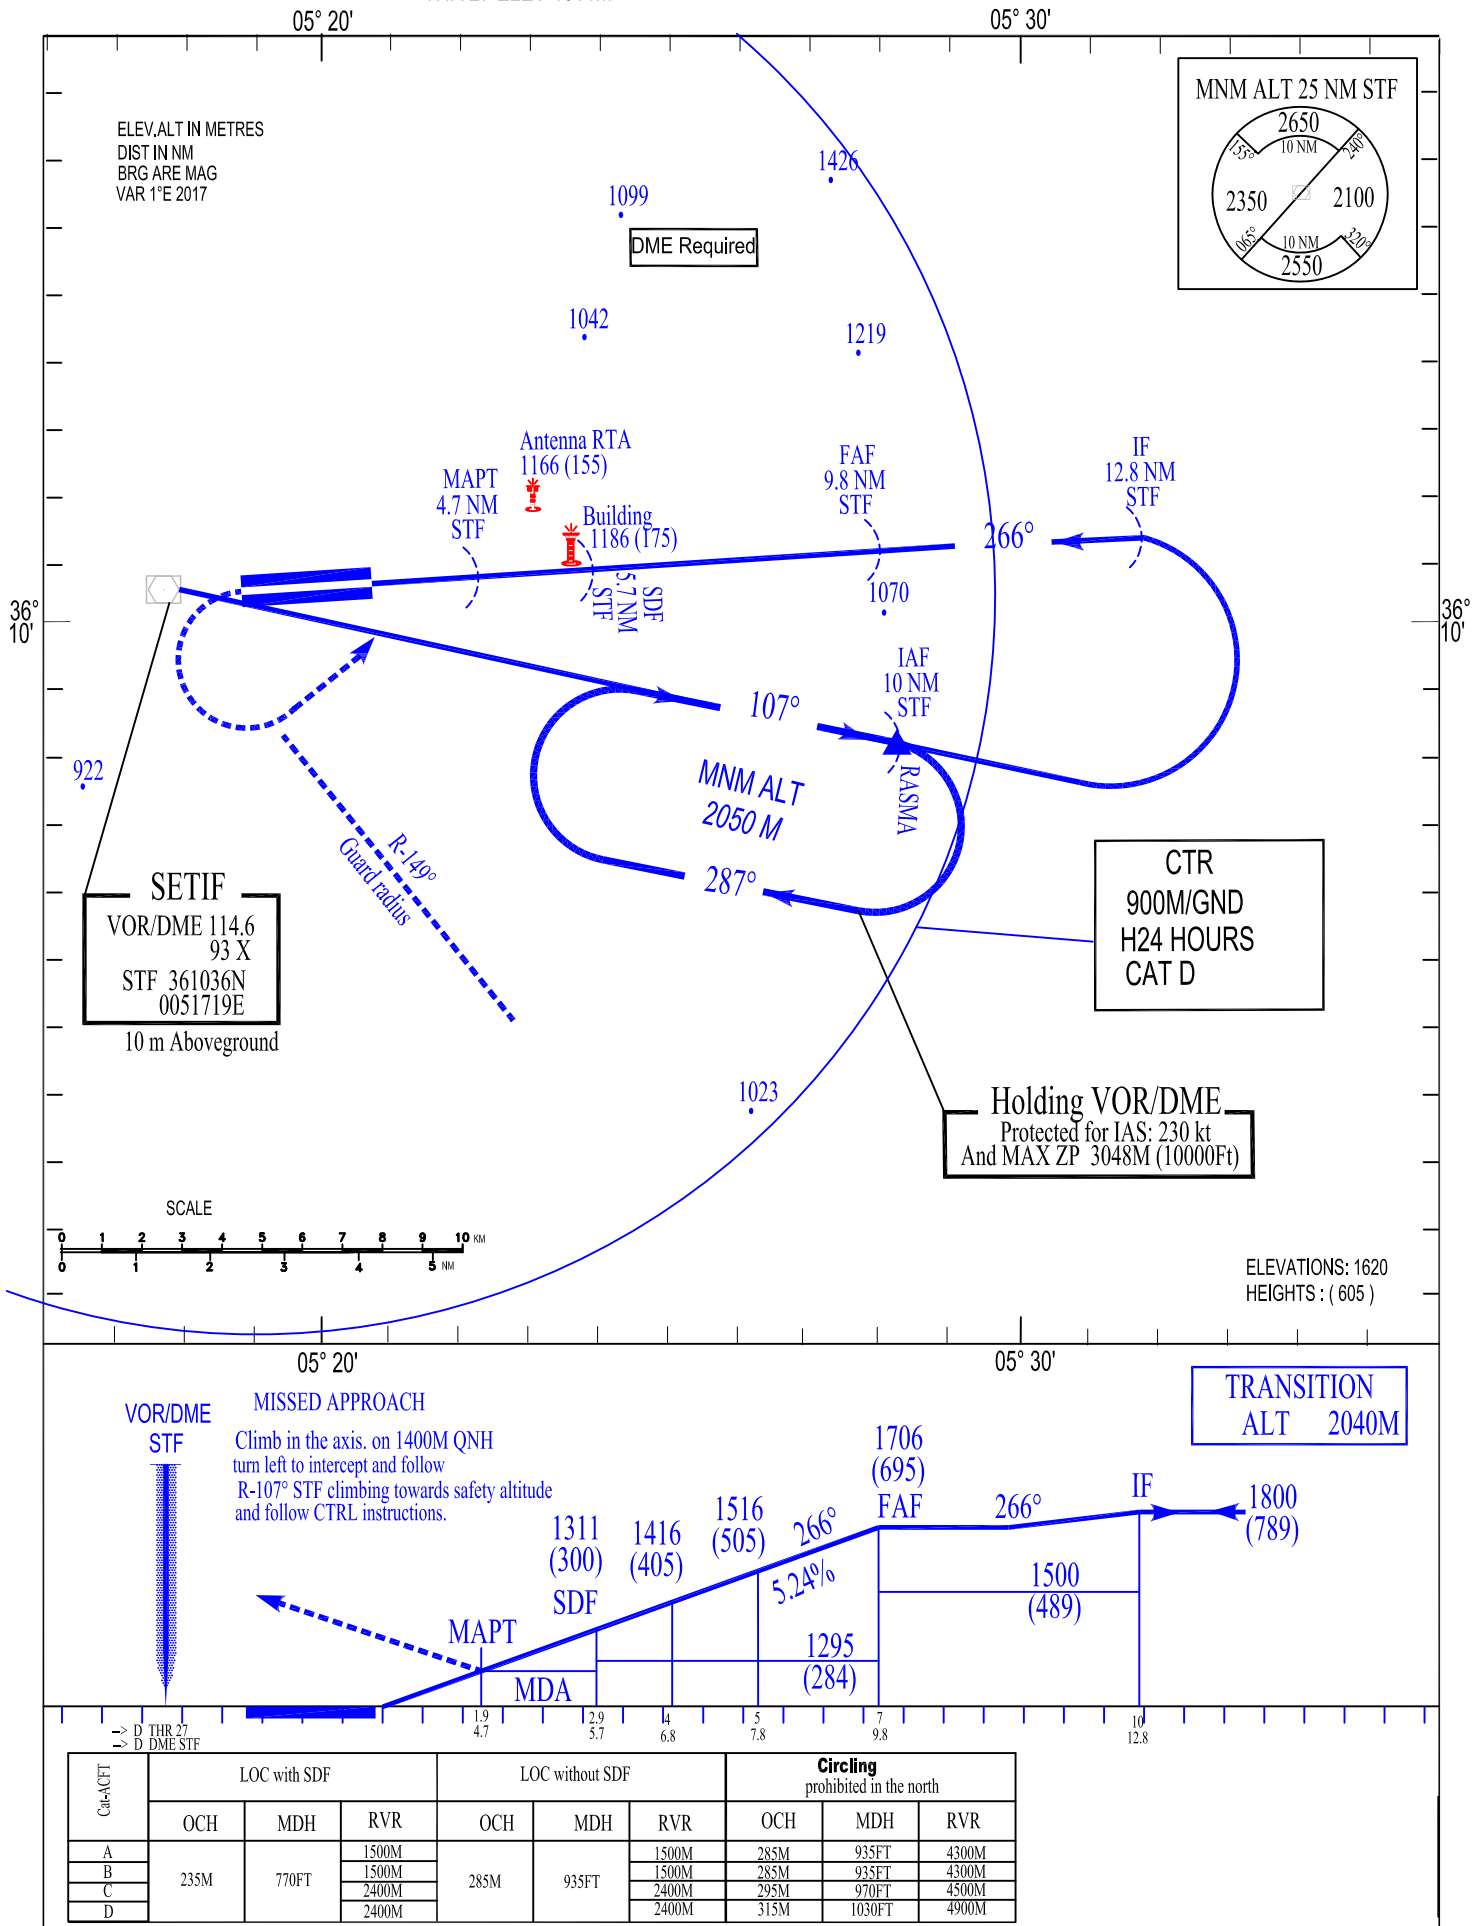 05° 20'
05° 30'
ELEV.ALT IN METRES
DIST IN NM
BRG ARE MAG
VAR 1°E 2017
MNM ALT 25 NM STF
2650
10 NM
155°
240°
2350
2100
065°
320°
10 NM
2550
1426
1099
DME Required
1042
1219
Antenna RTA
1166 (155)
MAPT
4.7 NM
STF
Building
1186 (175)
FAF
9.8 NM
STF
IF
12.8 NM
STF
266°
SDF
5.7 NM
STF
1070
36°
10'
36°
10'
IAF
10 NM
STF
107°
RASMA
MNM ALT
2050 M
287°
922
R-149°
Guard radius
SETIF
VOR/DME 114.6
93 X
STF 361036N
0051719E
10 m Aboveground
CTR
900M/GND
H24 HOURS
CAT D
1023
Holding VOR/DME
Protected for IAS: 230 kt
And MAX ZP 3048M (10000Ft)
SCALE
0 1 2 3 4 5 6 7 8 9 10 KM
0 1 2 3 4 5 NM
ELEVATIONS: 1620
HEIGHTS : ( 605 )
05° 20'
05° 30'
TRANSITION
ALT 2040M
VOR/DME
STF
MISSED APPROACH
Climb in the axis. on 1400M QNH
turn left to intercept and follow
R-107° STF climbing towards safety altitude
and follow CTRL instructions.
1311
(300)
SDF
1416
(405)
1516
(505)
266°
5.24%
1706
(695)
FAF
266°
IF
1800
(789)
1500
(489)
1295
(284)
MAPT
MDA
–> D THR 27
–> D DME STF
1.9 2.9 4 5 7 10
4.7 5.7 6.8 7.8 9.8 12.8
Cat-ACFT
LOC with SDF LOC without SDF Circling
prohibited in the north
OCH MDH RVR OCH MDH RVR OCH MDH RVR
A 1500M 1500M 285M 935FT 4300M
B 1500M 1500M 285M 935FT 4300M
235M 770FT 285M 935FT
C 2400M 2400M 295M 970FT 4500M
D 2400M 2400M 315M 1030FT 4900M